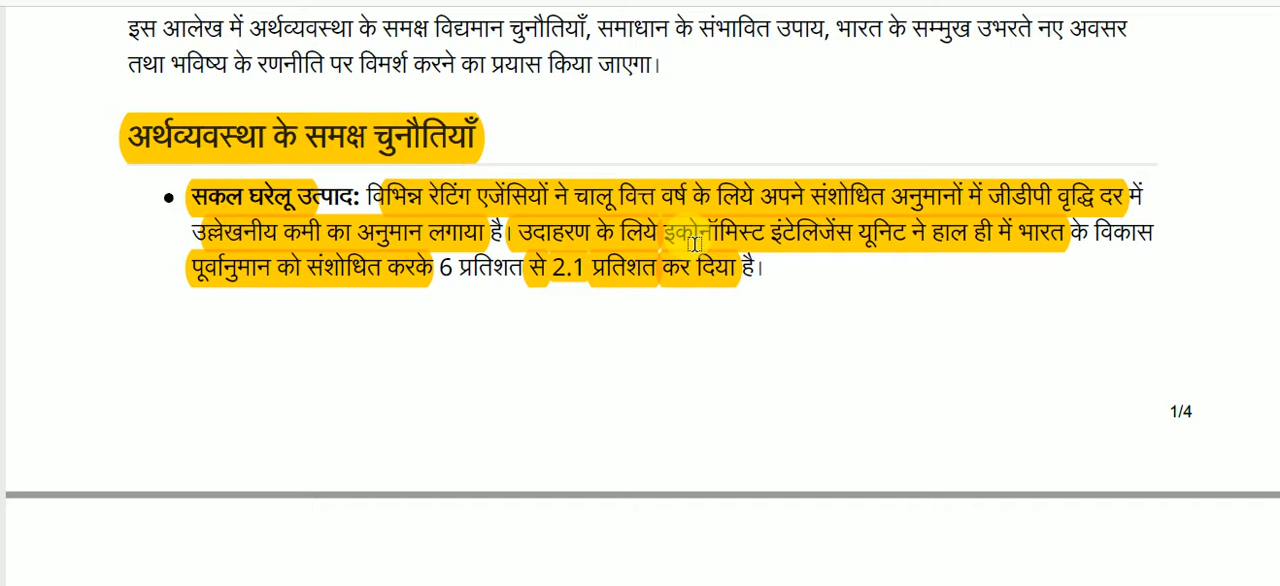 इस आलेख में अर्थव्यवस्था के समक्ष विद्यमान चुनौतियाँ, समाधान के संभावित उपाय, भारत के सम्मुख उभरते नए अवसर
तथा भविष्य के रणनीति पर विमर्श करने का प्रयास किया जाएगा।
अर्थव्यवस्था के समक्ष चुनौतियाँ
• सकल घरेलू उत्पाद: विभिन्न रेटिंग एजेंसियों ने चालू वित्त वर्ष के लिये अपने संशोधित अनुमानों में जीडीपी वृद्धि दर में
उल्लेखनीय कमी का अनुमान लगाया है। उदाहरण के लिये इकोनॉमिस्ट इंटेलिजेंस यूनिट ने हाल ही में भारत के विकास
पूर्वानुमान को संशोधित करके 6 प्रतिशत से 2.1 प्रतिशत कर दिया है।
1/4